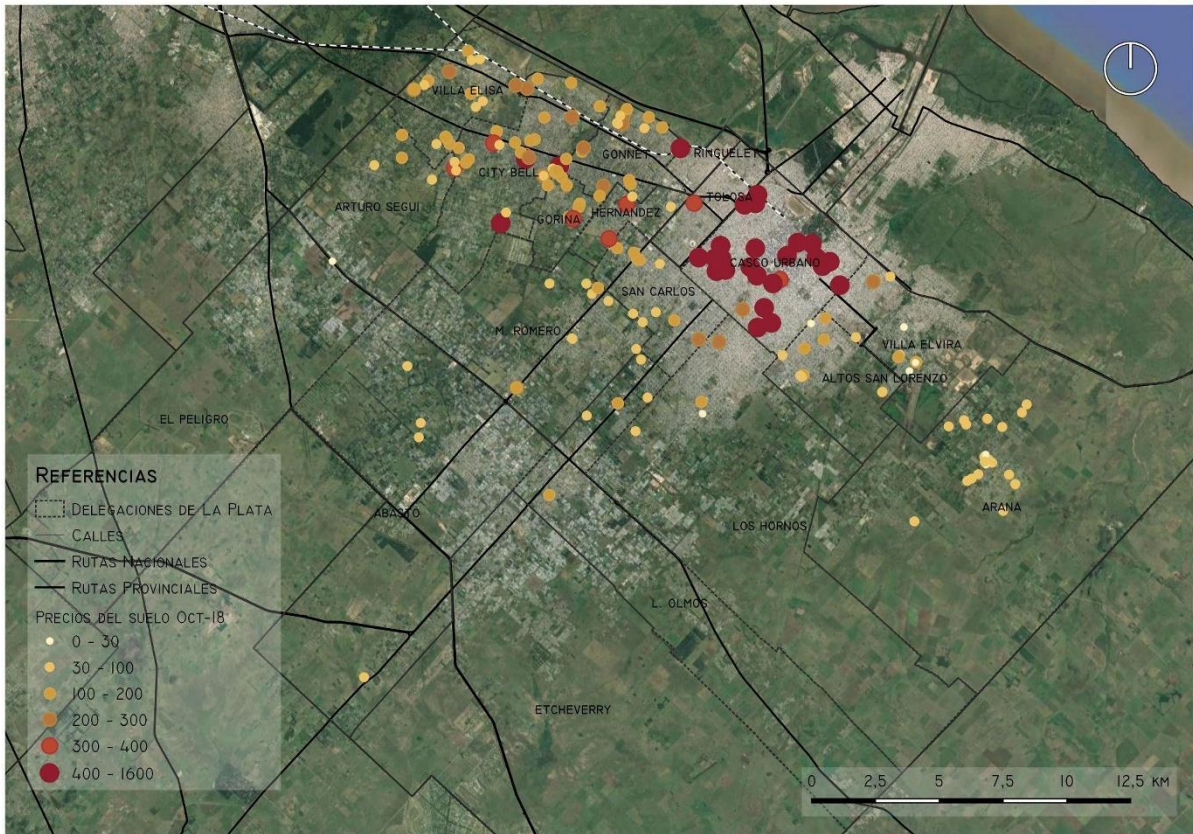 VILLA ELISA
GONNET
RINGUELET
CITY BELL
TOLOSA
ARTURO SEGUI
GORINA
HERNANDEZ
CASCO URBANO
SAN CARLOS
M. ROMERO
VILLA ELVIRA
ALTOS SAN LORENZO
EL PELIGRO
ABASTO
LOS HORNOS
ARANA
L. OLMOS
ETCHEVERRY
REFERENCIAS
DELEGACIONES DE LA PLATA
CALLES
RUTAS NACIONALES
RUTAS PROVINCIALES
PRECIOS DEL SUELO OCT-18
0 - 30
30 - 100
100 - 200
200 - 300
300 - 400
400 - 1600
0 2,5 5 7,5 10 12,5 KM